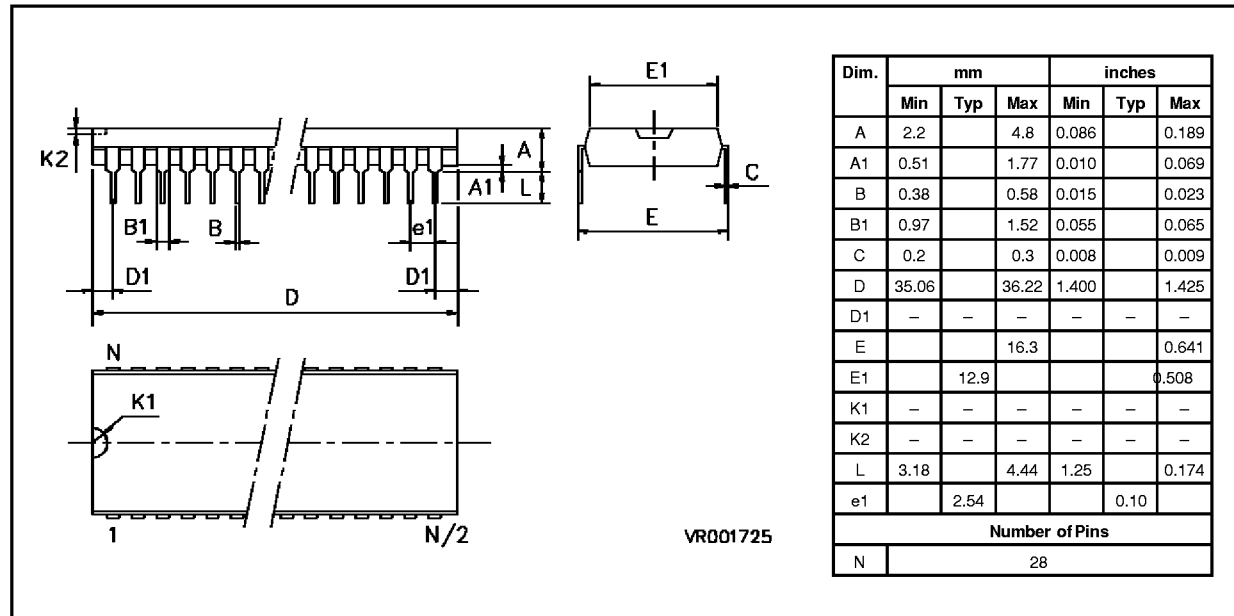 E1
K2
A
A1
L
C
B1
B
e1
E
D1
D1
D
N
K1
1
N/2
VR001725
Dim. mm inches
Min Typ Max Min Typ Max
A 2.2 4.8 0.086 0.189
A1 0.51 1.77 0.010 0.069
B 0.38 0.58 0.015 0.023
B1 0.97 1.52 0.055 0.065
C 0.2 0.3 0.008 0.009
D 35.06 36.22 1.400 1.425
D1 – – – – – –
E 16.3 0.641
E1 12.9 0.508
K1 – – – – – –
K2 – – – – – –
L 3.18 4.44 1.25 0.174
e1 2.54 0.10
Number of Pins
N 28